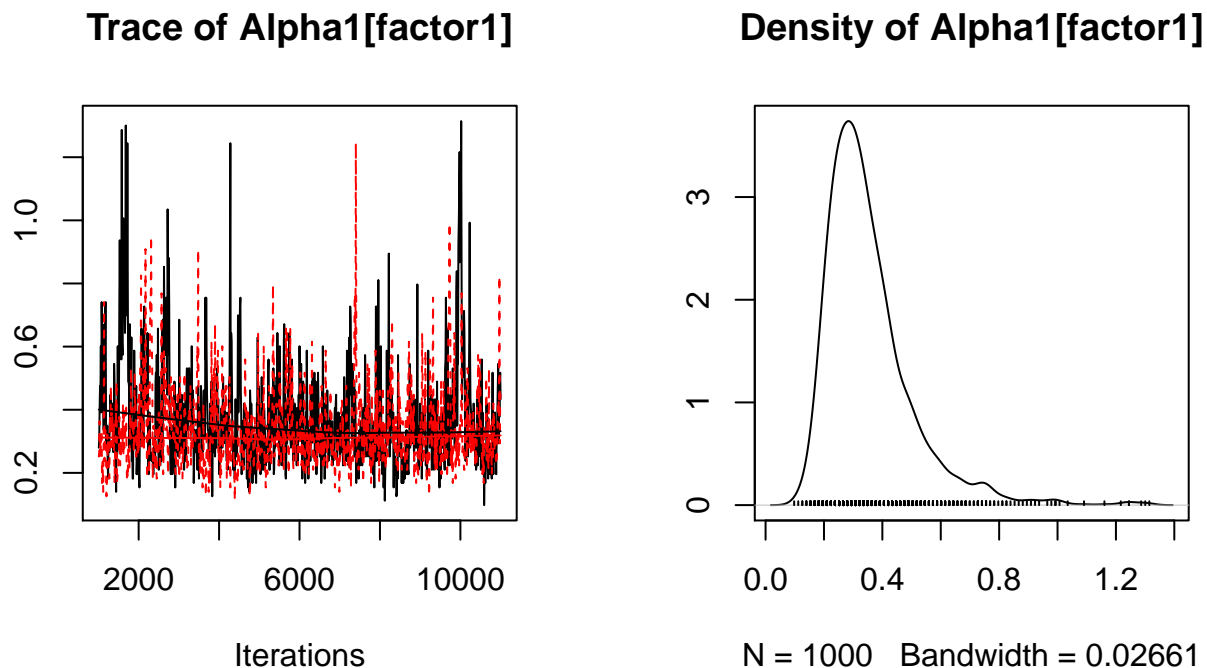 Trace of Alpha1[factor1]
1.0
0.6
0.2
2000 6000 10000
Iterations
Density of Alpha1[factor1]
3
2
1
0
0.0 0.4 0.8 1.2
N = 1000 Bandwidth = 0.02661